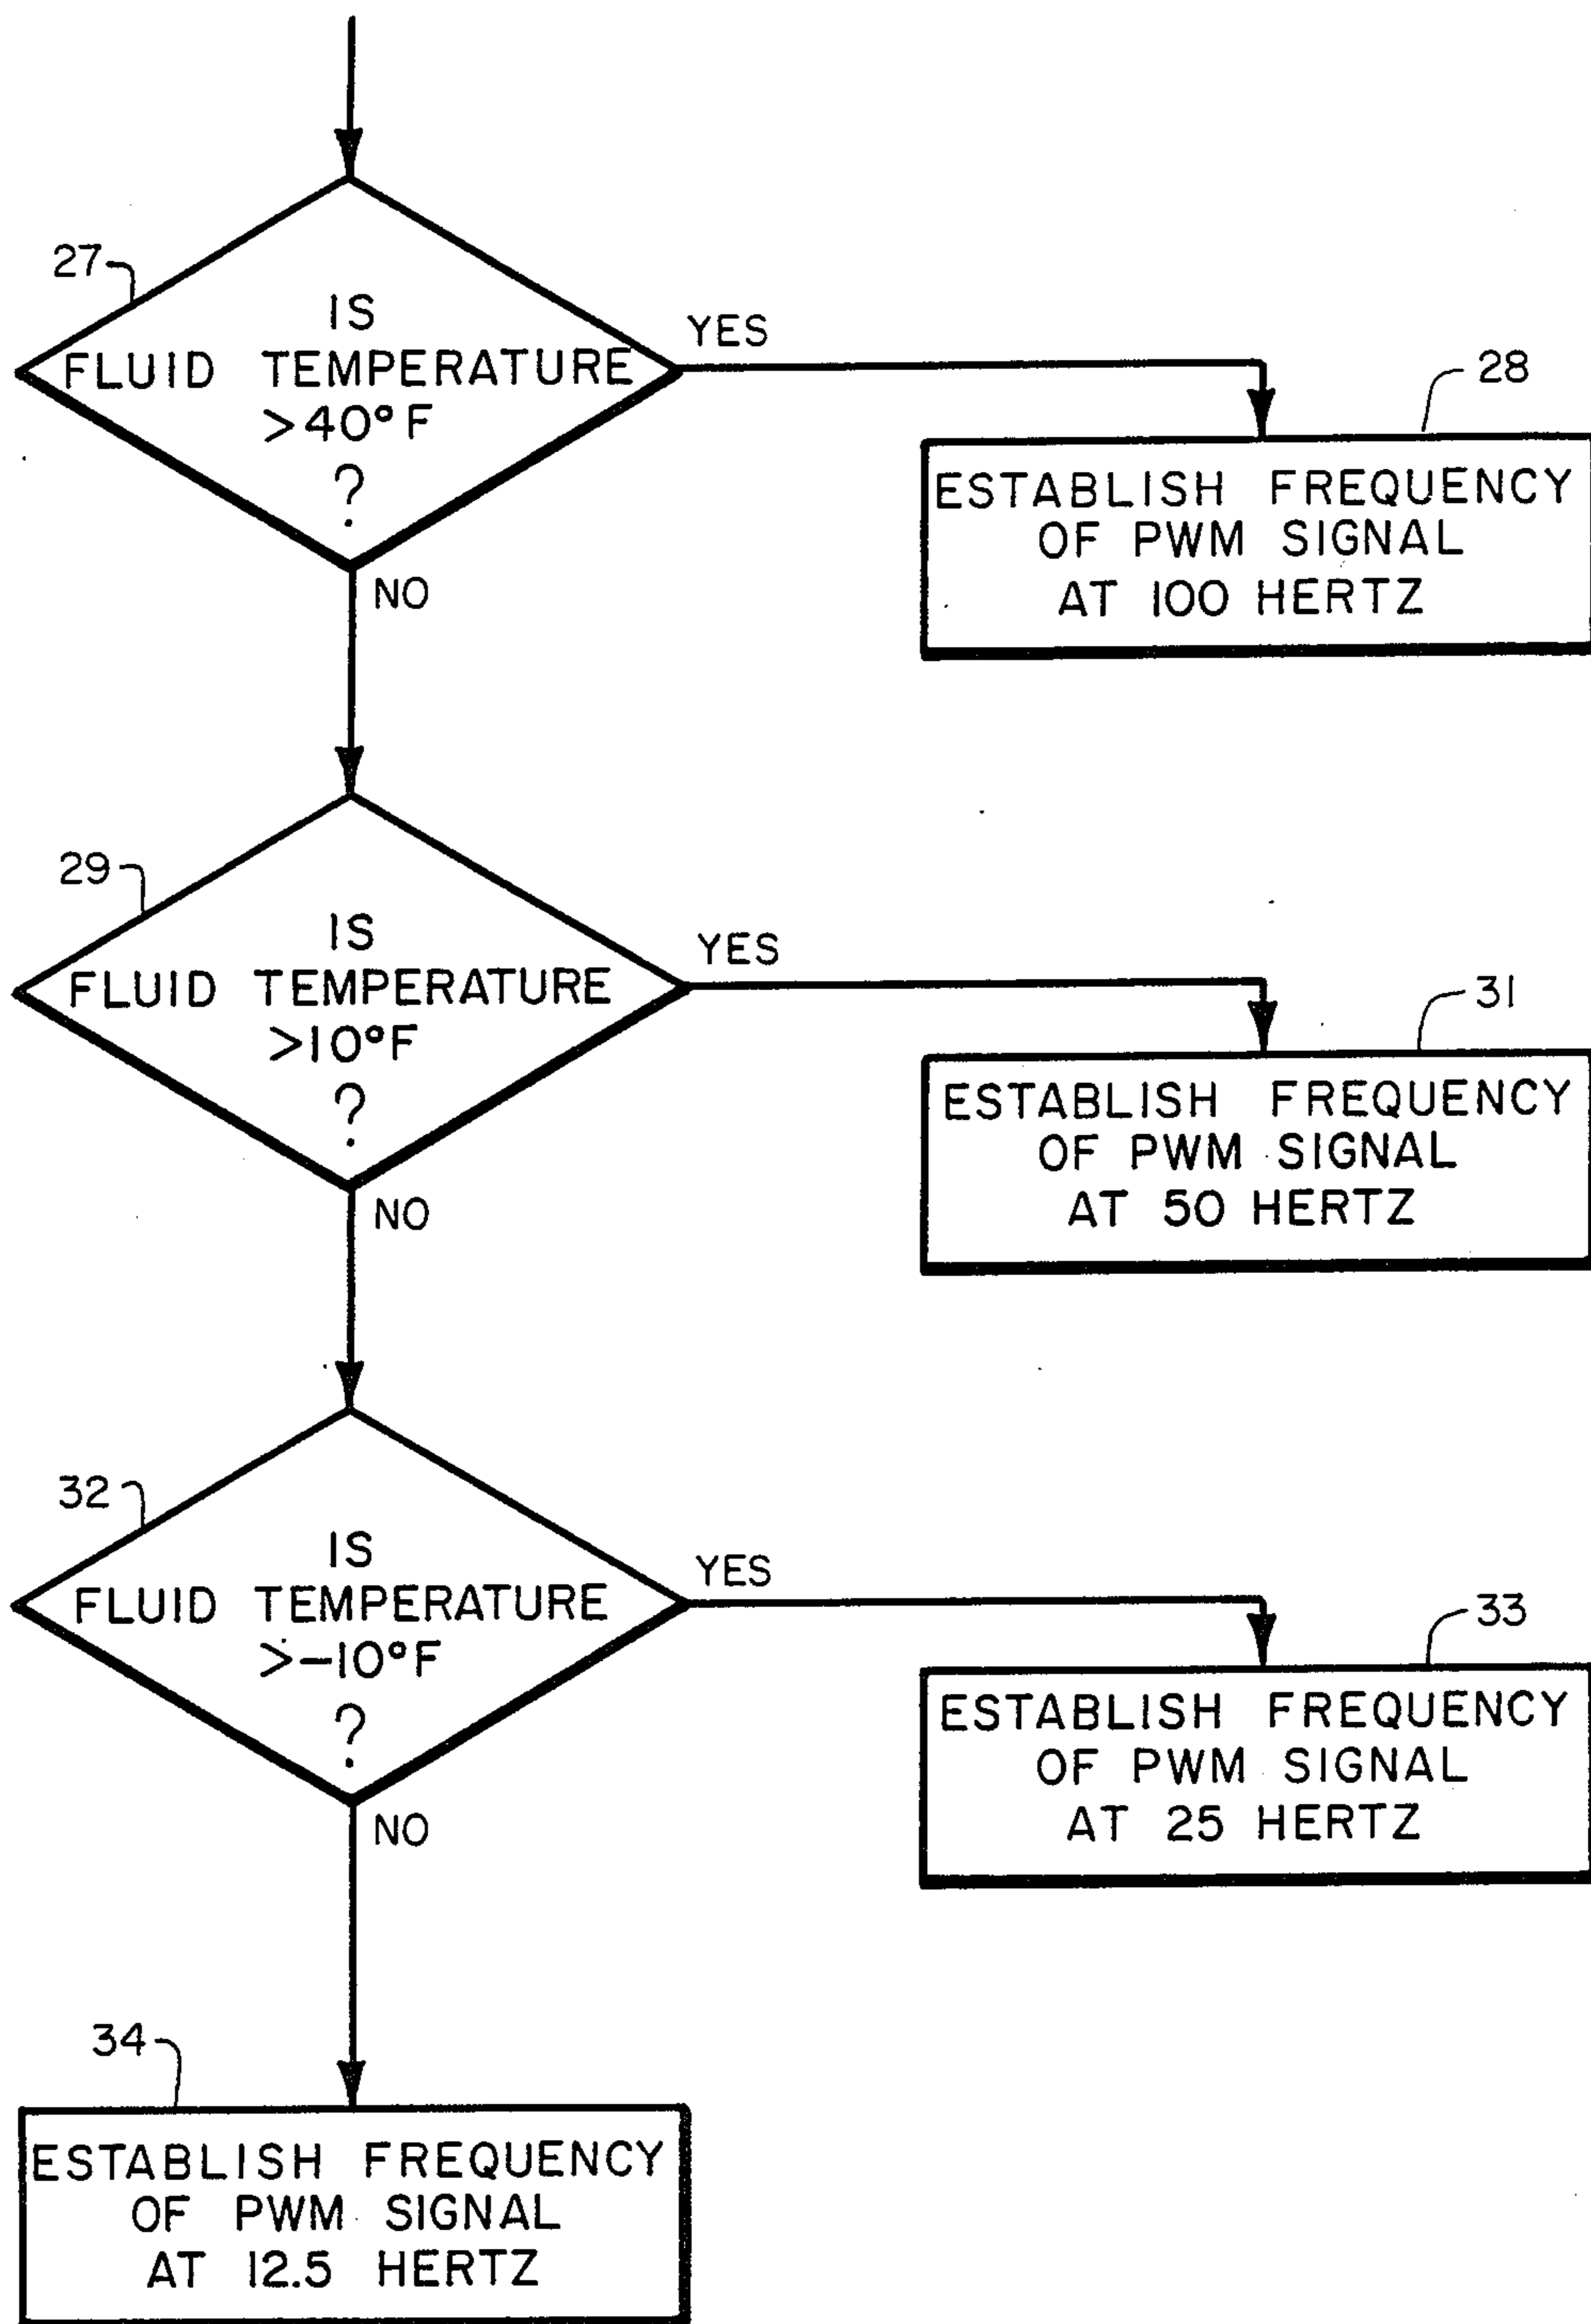 27
IS
FLUID TEMPERATURE
>40°F
?
YES
NO
28
ESTABLISH FREQUENCY
OF PWM SIGNAL
AT 100 HERTZ
29
IS
FLUID TEMPERATURE
>10°F
?
YES
NO
31
ESTABLISH FREQUENCY
OF PWM SIGNAL
AT 50 HERTZ
32
IS
FLUID TEMPERATURE
>-10°F
?
YES
NO
33
ESTABLISH FREQUENCY
OF PWM SIGNAL
AT 25 HERTZ
34
ESTABLISH FREQUENCY
OF PWM SIGNAL
AT 12.5 HERTZ